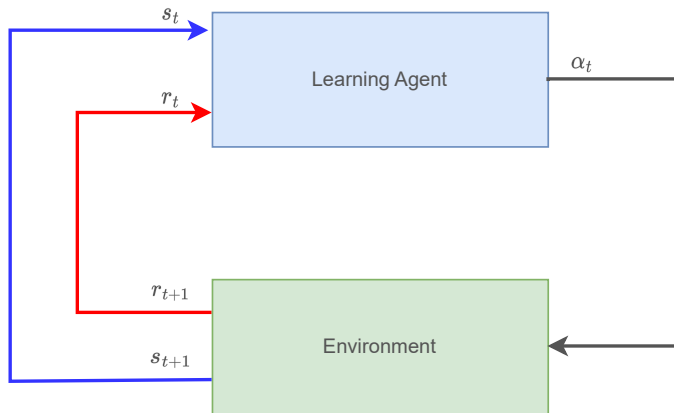 s_t
Learning Agent
α_t
r_t
r_{t+1}
Environment
s_{t+1}